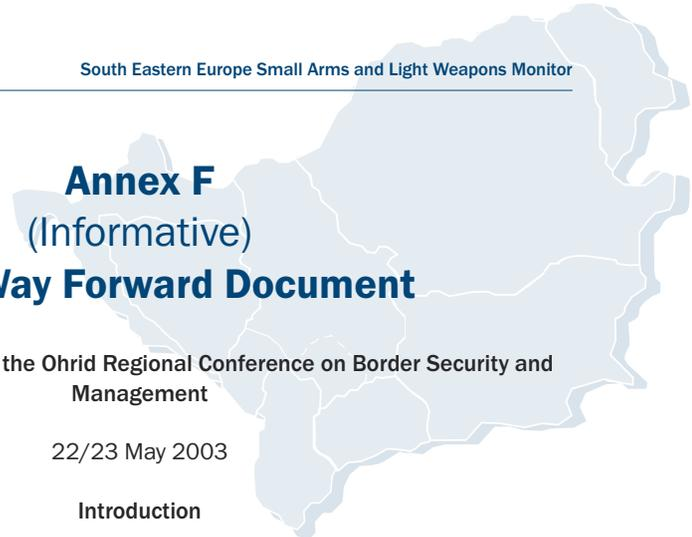 South Eastern Europe Small Arms and Light Weapons Monitor
Annex F
(Informative)
Way Forward Document
the Ohrid Regional Conference on Border Security and
Management
22/23 May 2003
Introduction